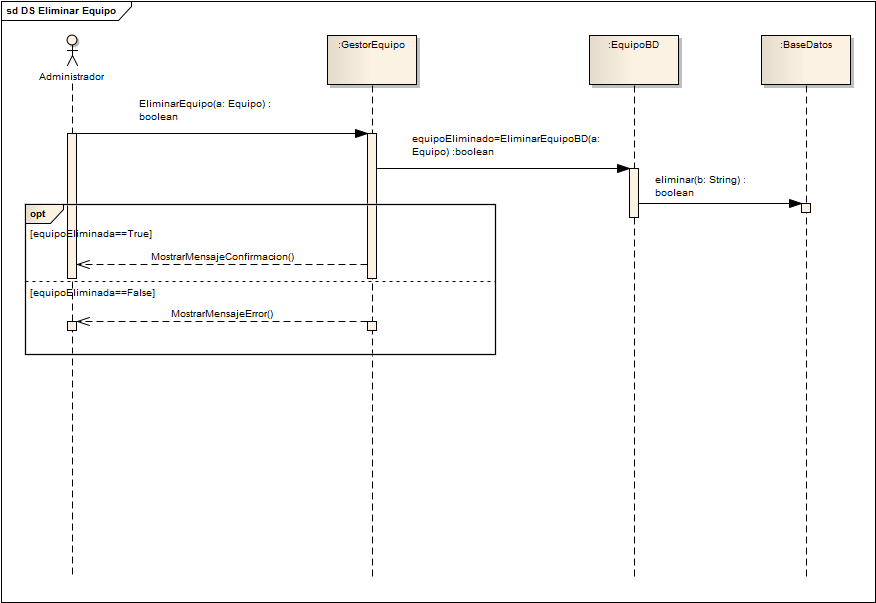 sd DS Eliminar Equipo
Administrador
:GestorEquipo
:EquipoBD
:BaseDatos
EliminarEquipo(a: Equipo) :
boolean
equipoEliminado=EliminarEquipoBD(a:
Equipo) :boolean
eliminar(b: String) :
boolean
opt
[equipoEliminada==True]
MostrarMensajeConfirmacion()
[equipoEliminada==False]
MostrarMensajeError()